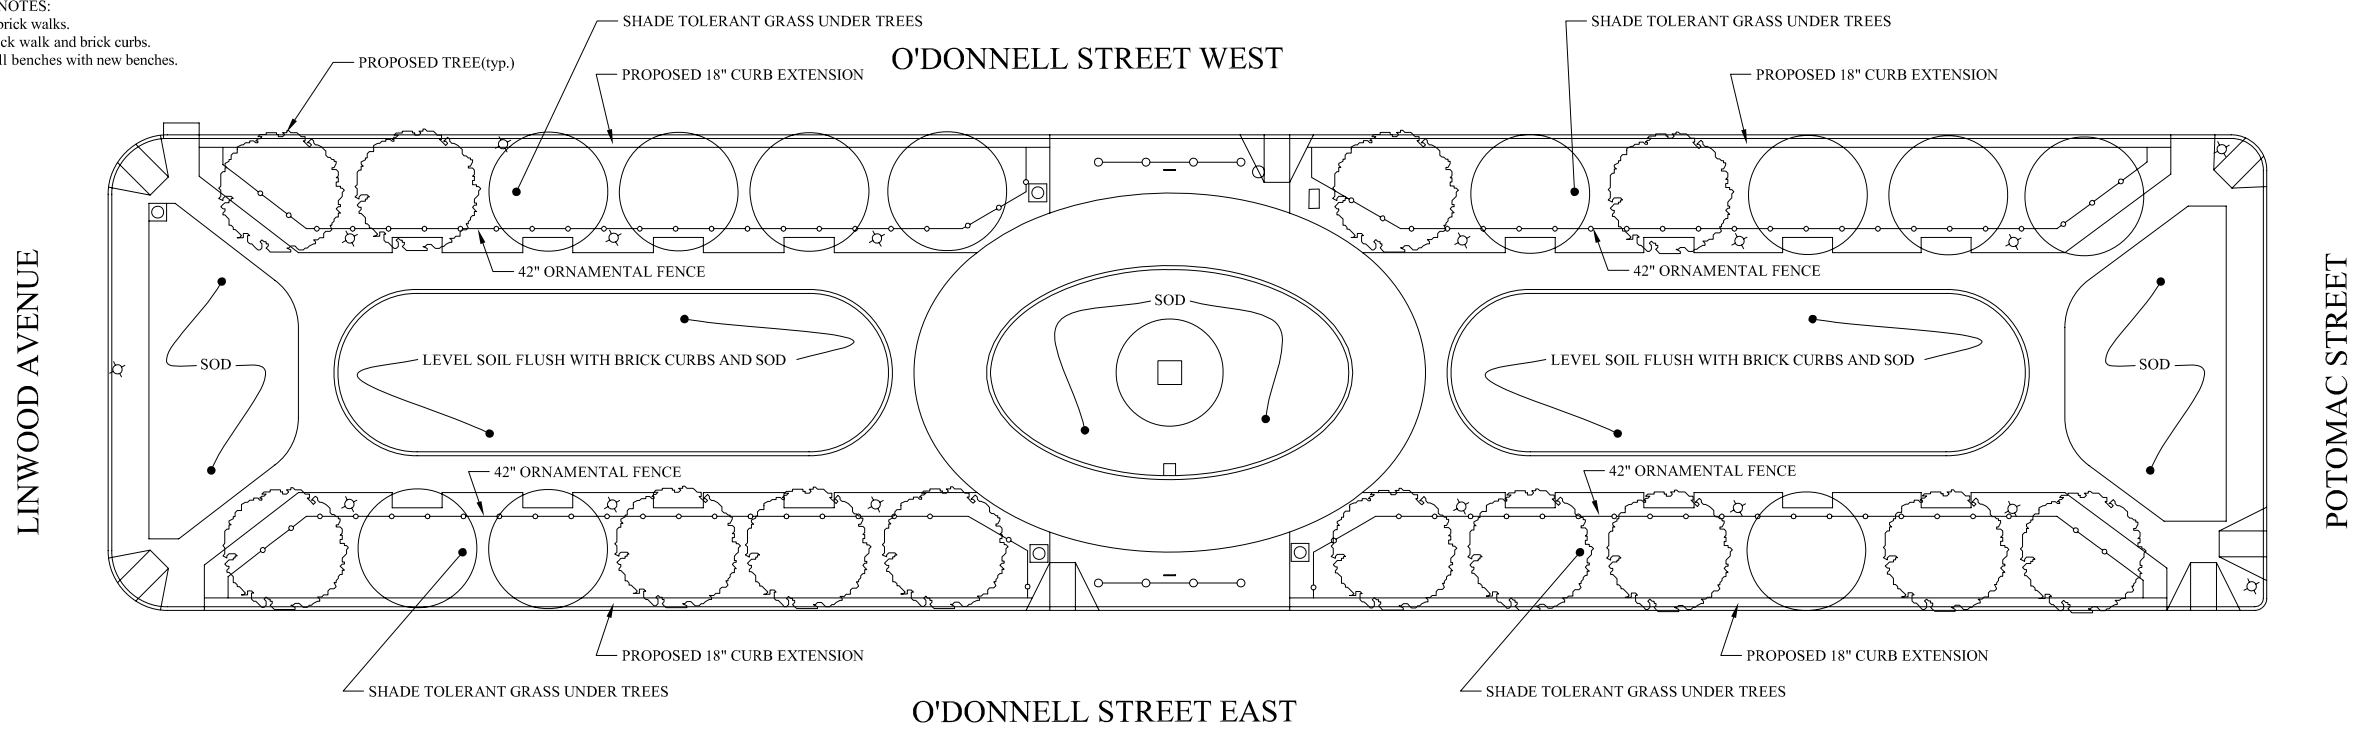 NOTES:
brick walks.
ck walk and brick curbs.
ll benches with new benches.
SHADE TOLERANT GRASS UNDER TREES
PROPOSED TREE(typ.)
PROPOSED 18" CURB EXTENSION
O'DONNELL STREET WEST
SHADE TOLERANT GRASS UNDER TREES
PROPOSED 18" CURB EXTENSION
42" ORNAMENTAL FENCE
42" ORNAMENTAL FENCE
LINWOOD AVENUE
SOD
LEVEL SOIL FLUSH WITH BRICK CURBS AND SOD
SOD
LEVEL SOIL FLUSH WITH BRICK CURBS AND SOD
SOD
POTOMAC STREET
42" ORNAMENTAL FENCE
42" ORNAMENTAL FENCE
PROPOSED 18" CURB EXTENSION
PROPOSED 18" CURB EXTENSION
SHADE TOLERANT GRASS UNDER TREES
SHADE TOLERANT GRASS UNDER TREES
O'DONNELL STREET EAST